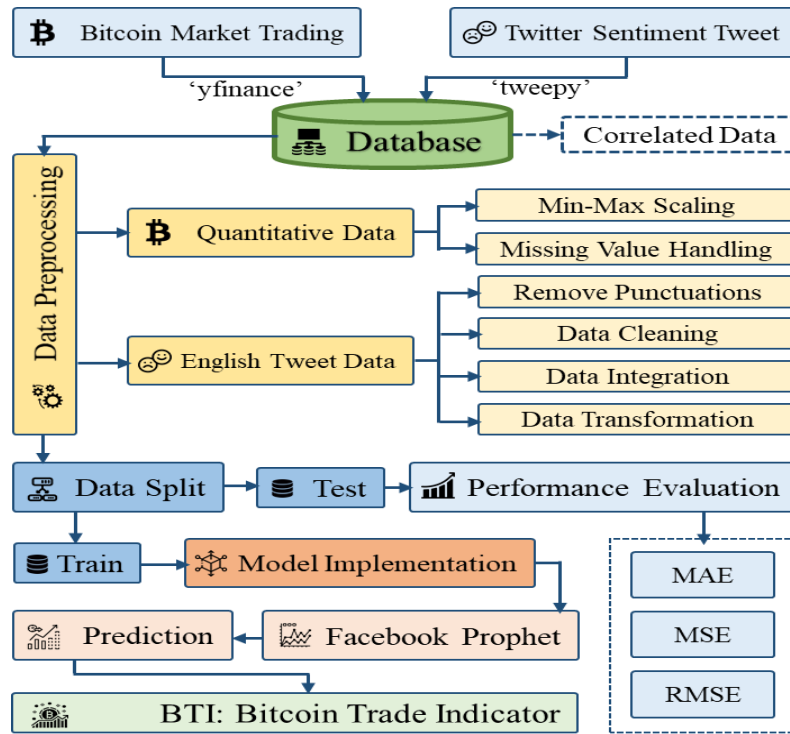 Bitcoin Market Trading
Twitter Sentiment Tweet
‘yfinance’
‘tweepy’
Database
Correlated Data
Data Preprocessing
Quantitative Data
Min-Max Scaling
Missing Value Handling
English Tweet Data
Remove Punctuations
Data Cleaning
Data Integration
Data Transformation
Data Split
Test
Performance Evaluation
Train
Model Implementation
MAE
MSE
RMSE
Facebook Prophet
Prediction
BTI: Bitcoin Trade Indicator